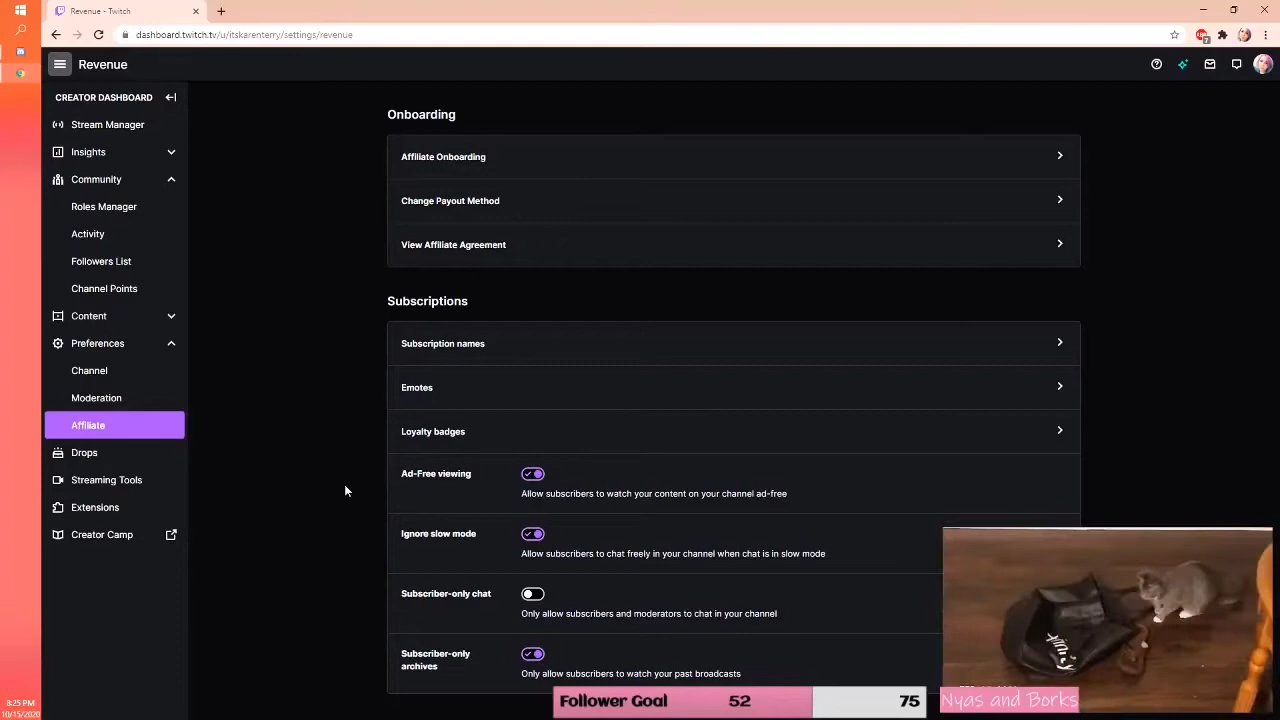 Revenue - Twitch
dashboard.twitch.tv/u/itskarenterry/settings/revenue
7
Revenue
CREATOR DASHBOARD
Stream Manager
Insights
Community
Roles Manager
Activity
Followers List
Channel Points
Content
Preferences
Channel
Moderation
Affiliate
Drops
Streaming Tools
Extensions
Creator Camp
Onboarding
Affiliate Onboarding
Change Payout Method
View Affiliate Agreement
Subscriptions
Subscription names
Emotes
Loyalty badges
Ad-Free viewing
Allow subscribers to watch your content on your channel ad-free
Ignore slow mode
Allow subscribers to chat freely in your channel when chat is in slow mode
Subscriber-only chat
Only allow subscribers and moderators to chat in your channel
Subscriber-only
archives
Only allow subscribers to watch your past broadcasts
Follower Goal 52 75
Nyas and Borks
8:25 PM
10/15/2020